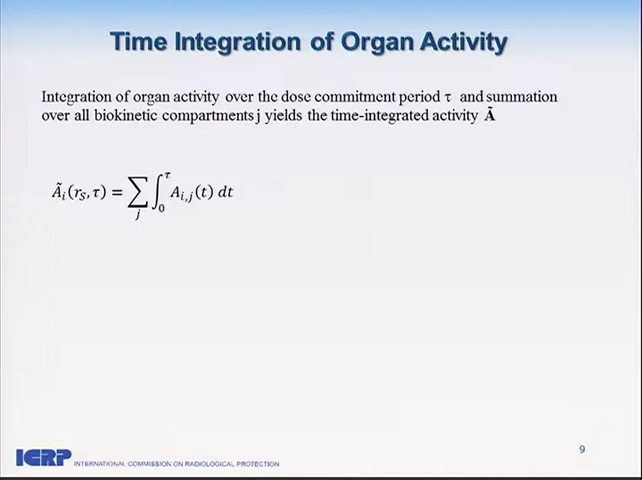 Time Integration of Organ Activity
Integration of organ activity over the dose commitment period τ and summation
over all biokinetic compartments j yields the time-integrated activity Ã
Ã_i(r_S, τ) = ∑_j ∫_0^τ A_{i,j}(t) dt
9
ICRP INTERNATIONAL COMMISSION ON RADIOLOGICAL PROTECTION